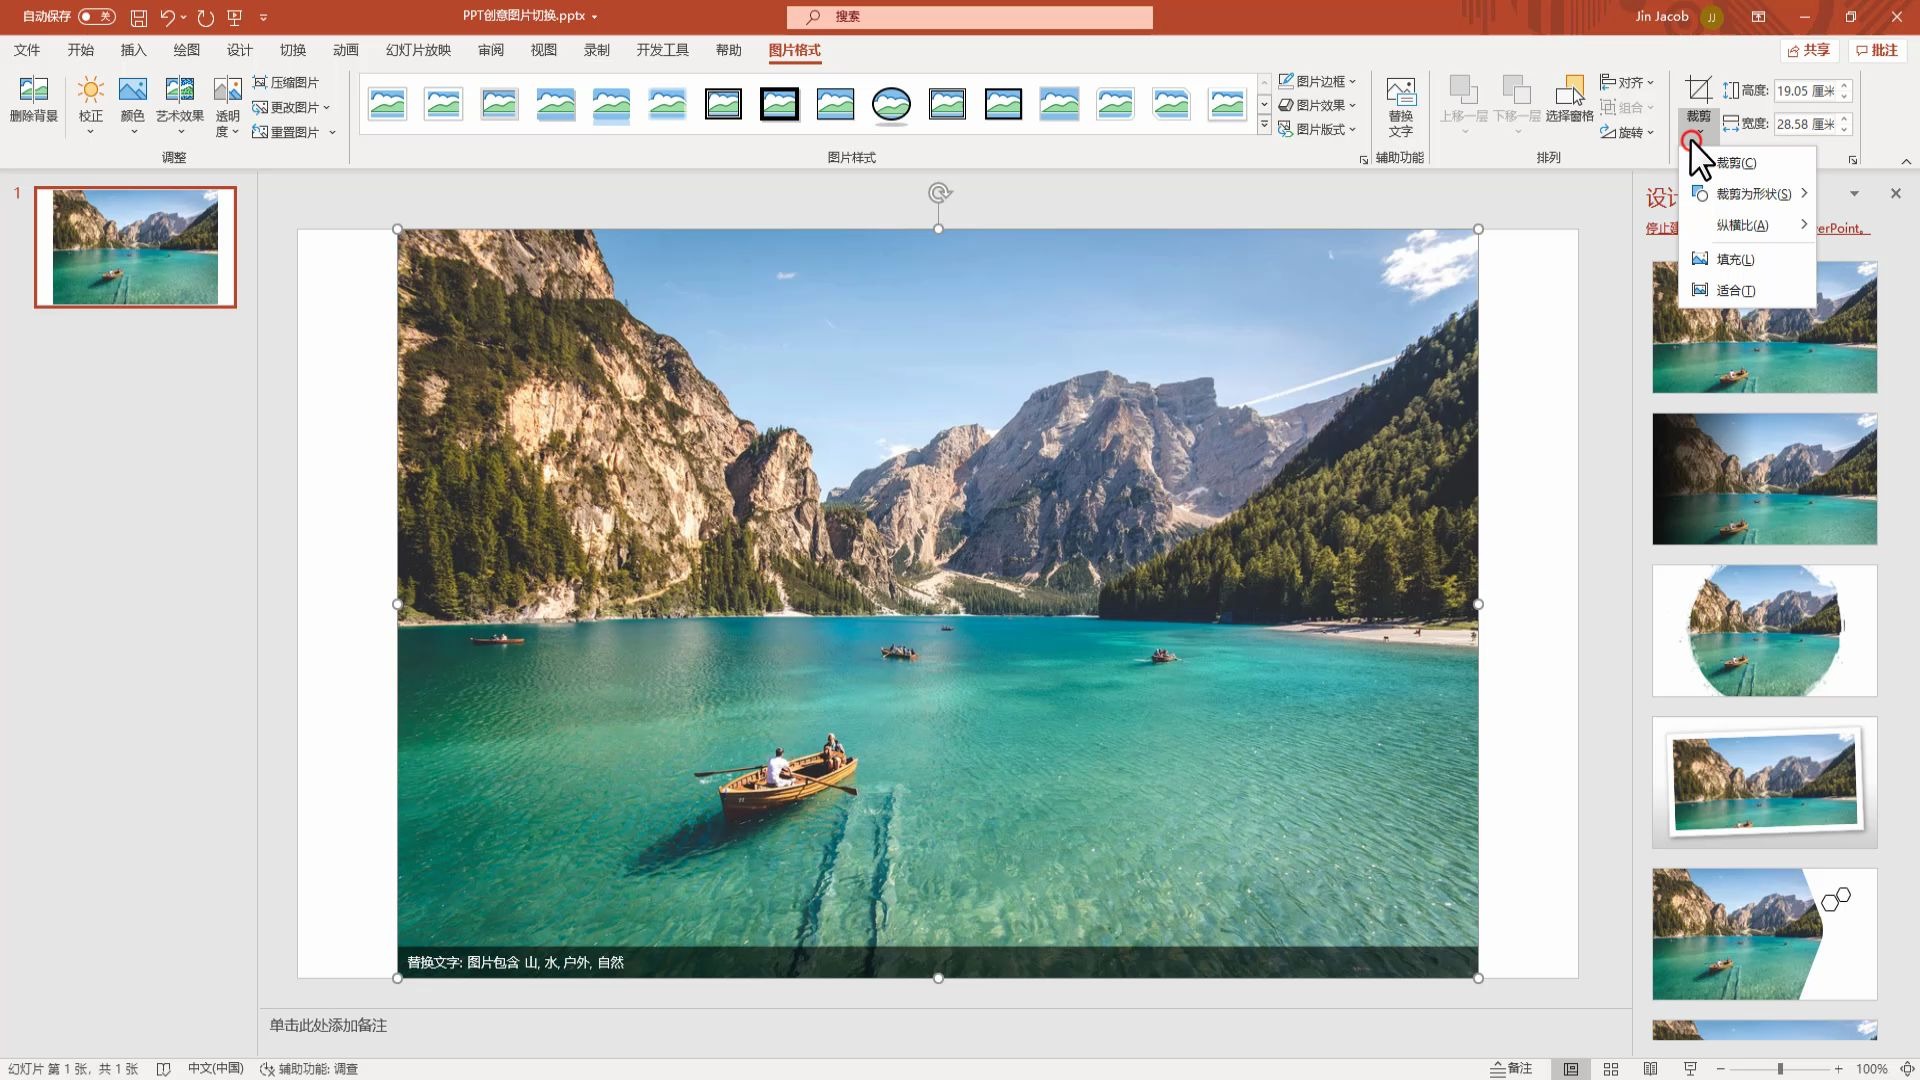 自动保存 关
PPT创意图片切换.pptx
搜索
Jin Jacob JJ
文件 开始 插入 绘图 设计 切换 动画 幻灯片放映 审阅 视图 录制 开发工具 帮助 图片格式
共享 批注
删除背景
校正
颜色
艺术效果
透明
度
压缩图片
更改图片
重置图片
调整
图片样式
图片边框
图片效果
图片版式
替换
文字
辅助功能
上移一层
下移一层
选择窗格
对齐
组合
旋转
排列
裁剪
高度: 19.05 厘米
宽度: 28.58 厘米
裁剪(C)
裁剪为形状(S)
纵横比(A)
填充(L)
适合(T)
1
替换文字: 图片包含 山, 水, 户外, 自然
单击此处添加备注
幻灯片 第 1 张, 共 1 张 中文(中国) 辅助功能: 调查
备注 100%